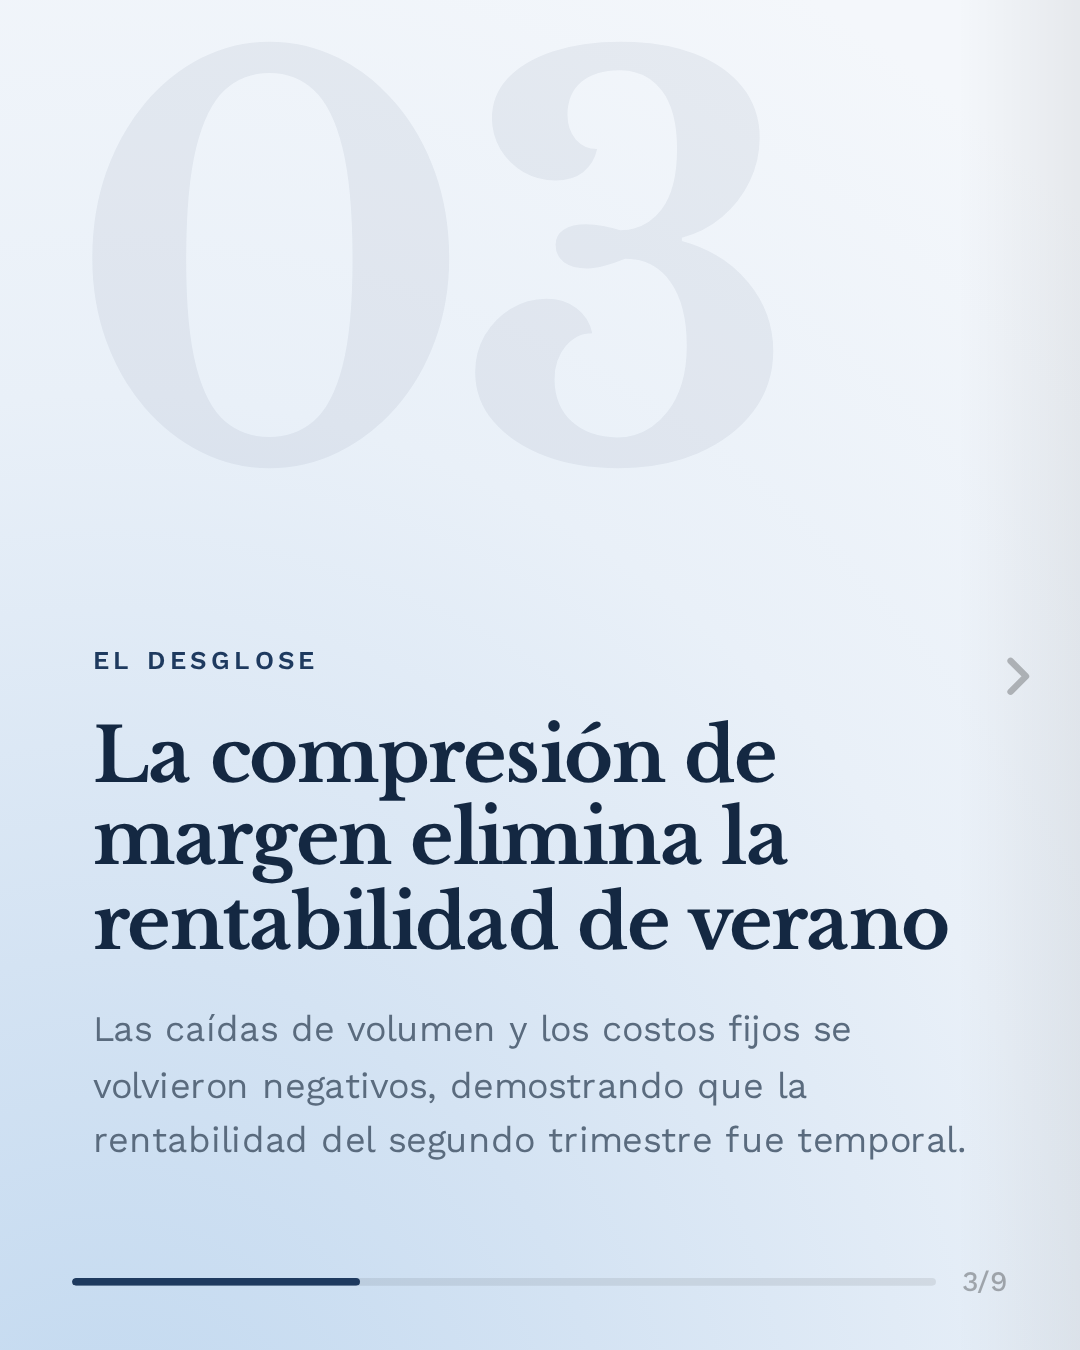 03
EL DESGLOSE
La compresión de
margen elimina la
rentabilidad de verano
Las caídas de volumen y los costos fijos se
volvieron negativos, demostrando que la
rentabilidad del segundo trimestre fue temporal.
3/9